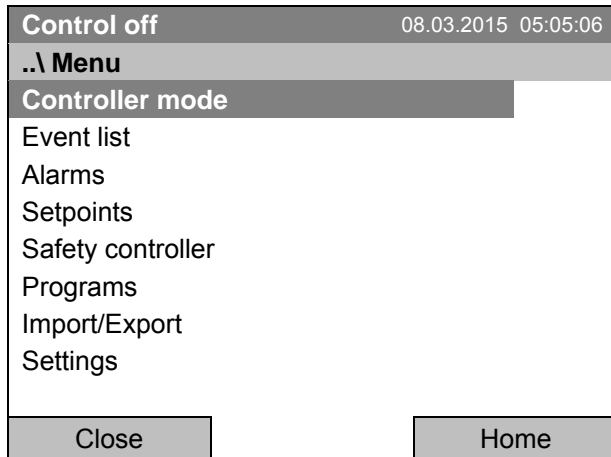 Control off 08.03.2015 05:05:06
..\ Menu
Controller mode
Event list
Alarms
Setpoints
Safety controller
Programs
Import/Export
Settings
Close Home